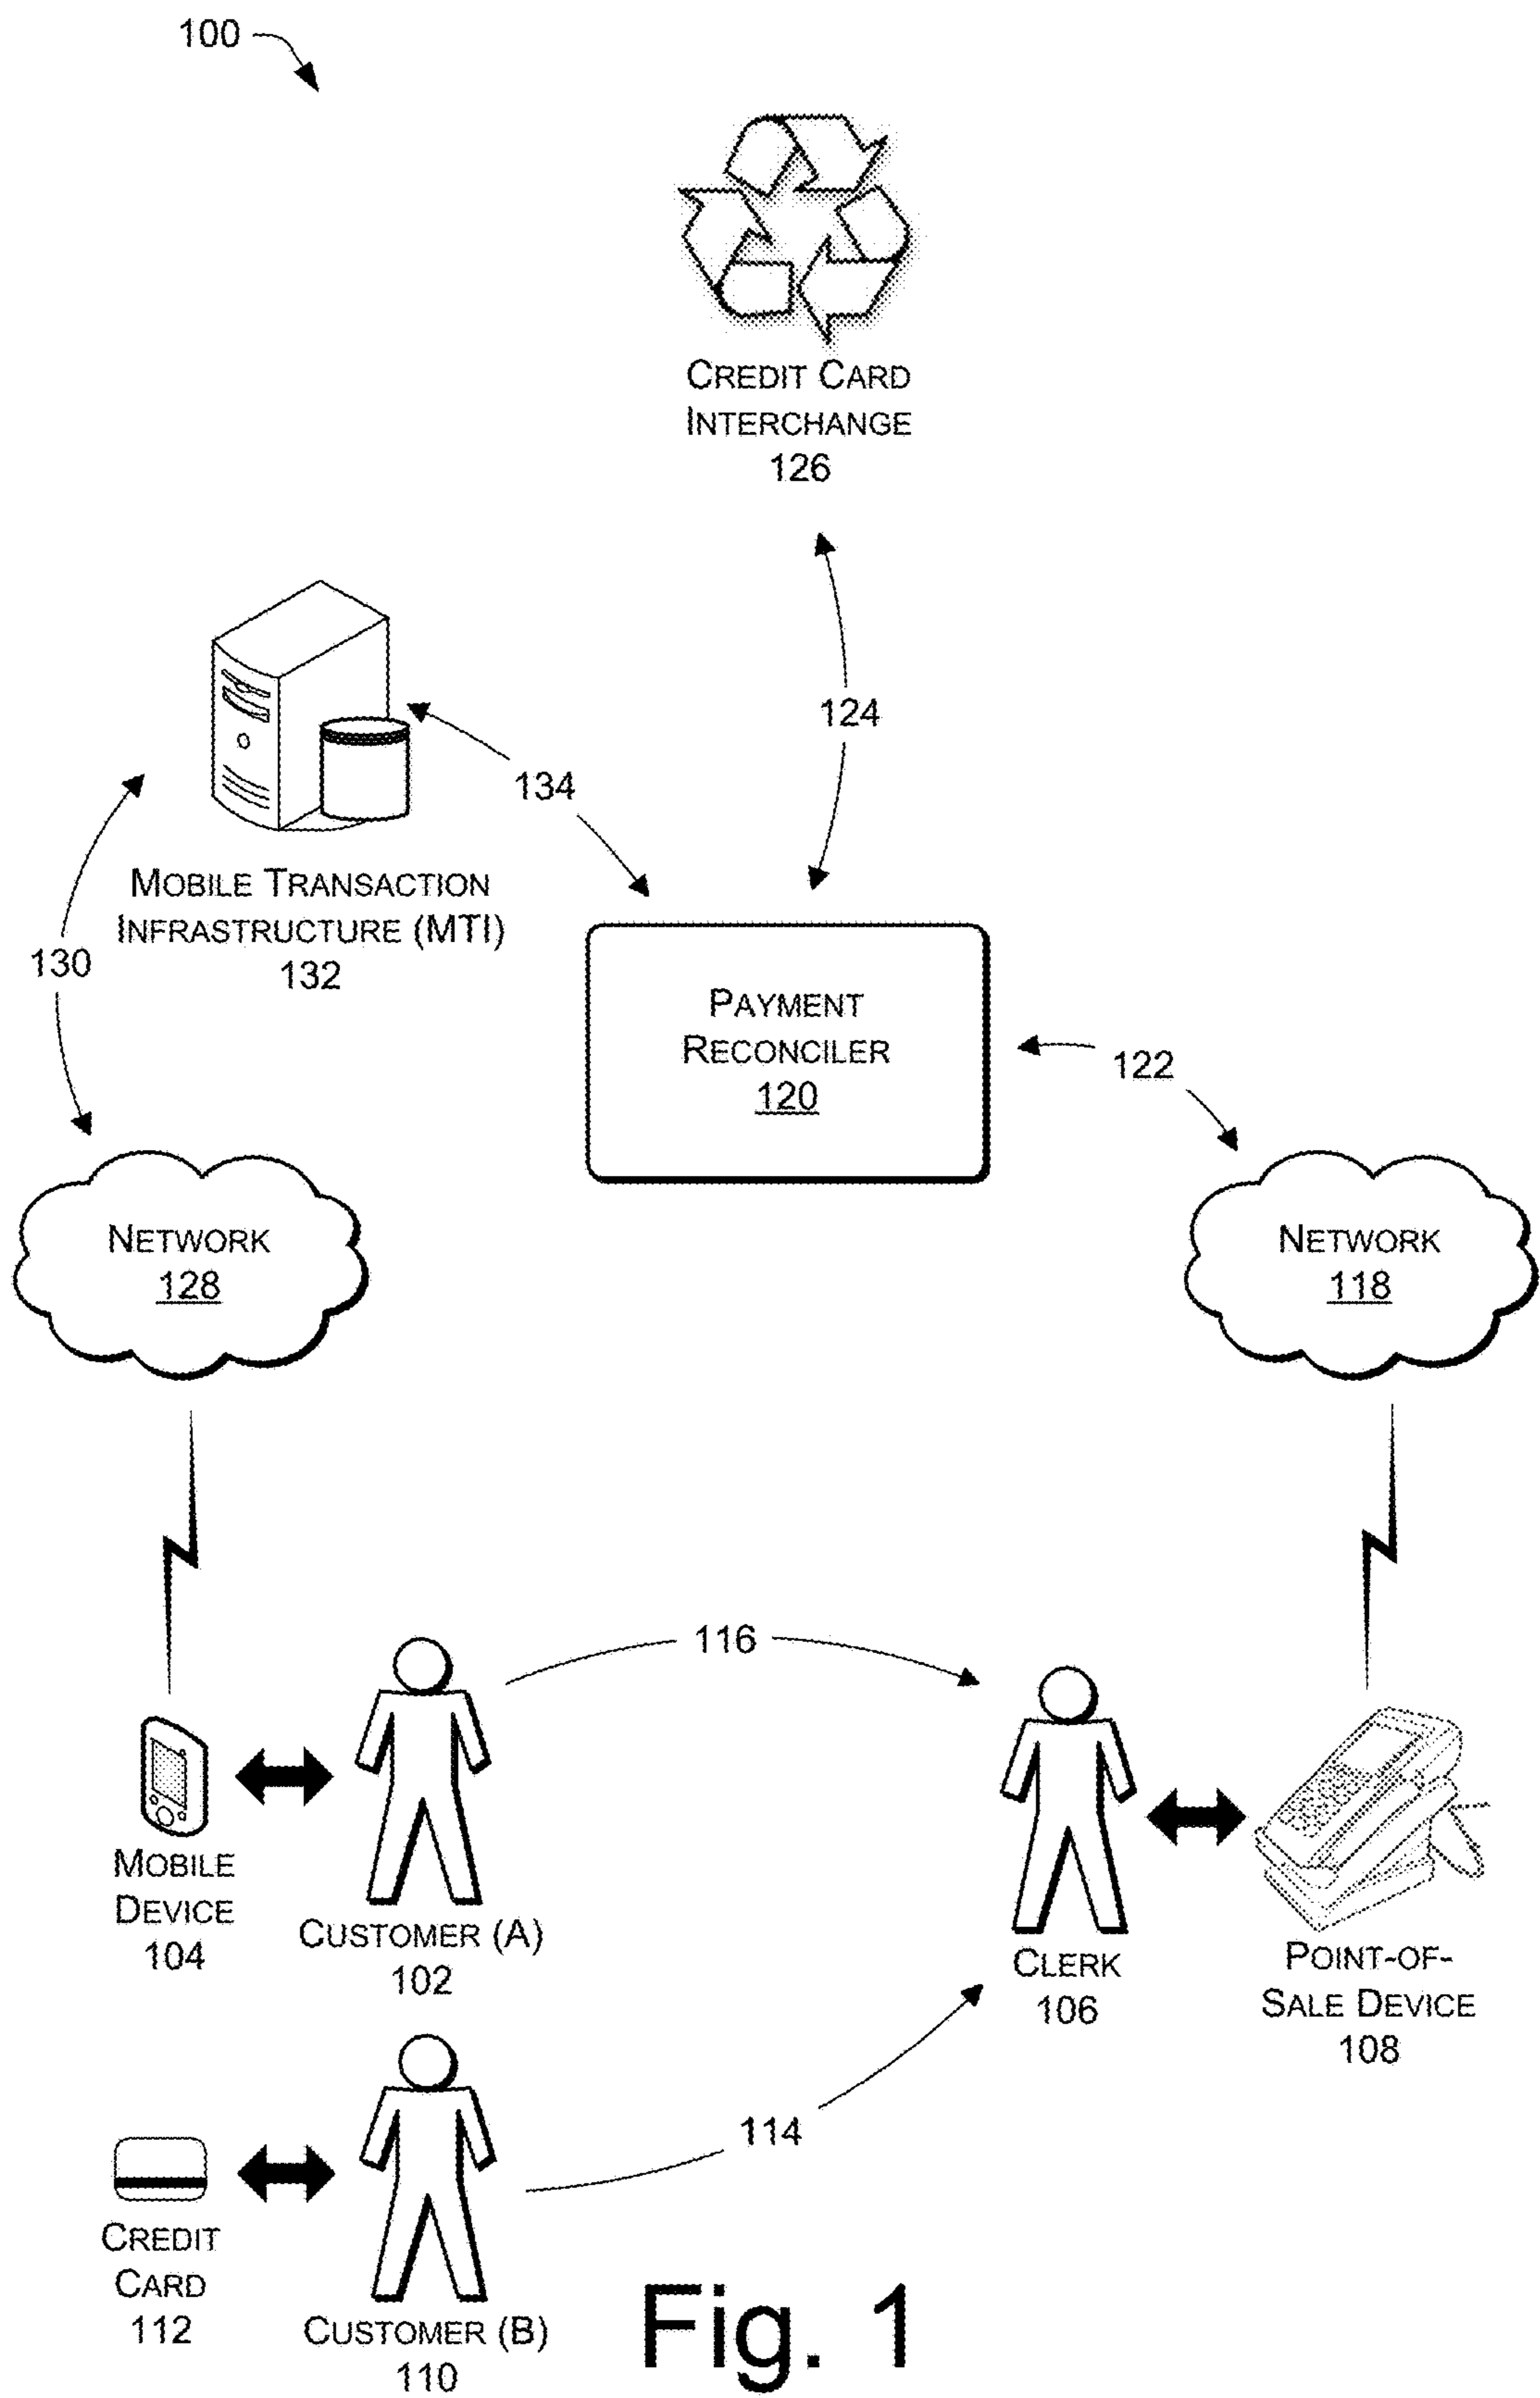 100
CREDIT CARD
INTERCHANGE
126
124
134
MOBILE TRANSACTION
INFRASTRUCTURE (MTI)
132
130
PAYMENT
RECONCILER
120
122
NETWORK
128
NETWORK
118
116
MOBILE
DEVICE
104
CUSTOMER (A)
102
CLERK
106
POINT-OF-
SALE DEVICE
108
114
CREDIT
CARD
112
CUSTOMER (B)
110
Fig. 1